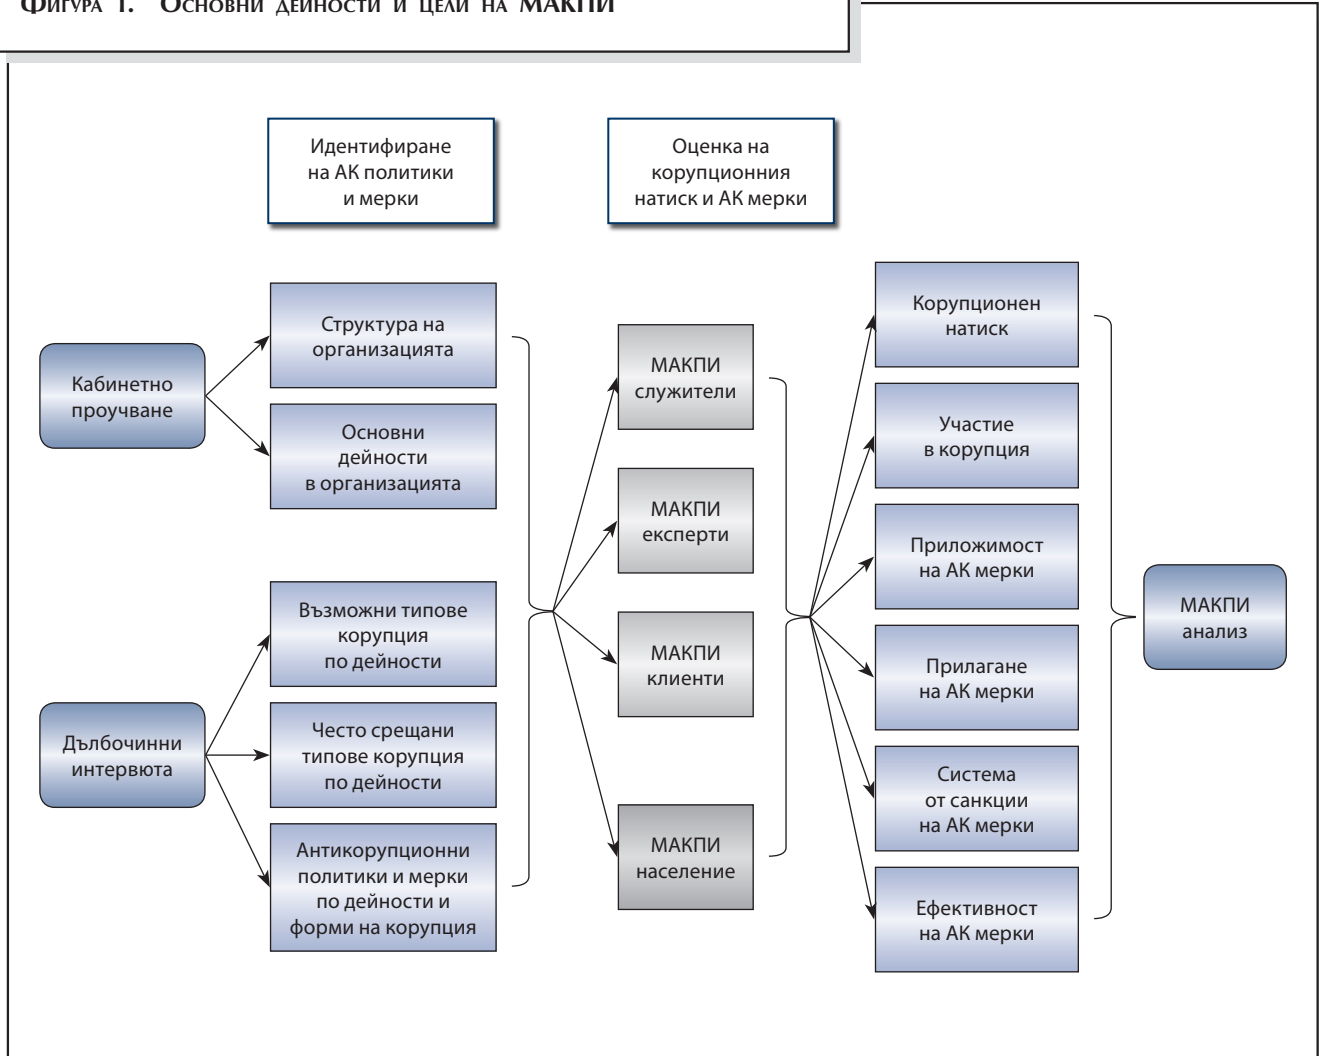 Фигура 1. Основни дейности и цели на МАКПИ
Идентифиране
на АК политики
и мерки
Оценка на
корупционния
натиск и АК мерки
Кабинетно
проучване
Структура на
организацията
Основни
дейности
в организацията
Дълбочинни
интервюта
Възможни типове
корупция
по дейности
Често срещани
типове корупция
по дейности
Антикорупционни
политики и мерки
по дейности и
форми на корупция
МАКПИ
служители
МАКПИ
експерти
МАКПИ
клиенти
МАКПИ
население
Корупционен
натиск
Участие
в корупция
Приложимост
на АК мерки
Прилагане
на АК мерки
Система
от санкции
на АК мерки
Ефективност
на АК мерки
МАКПИ
анализ